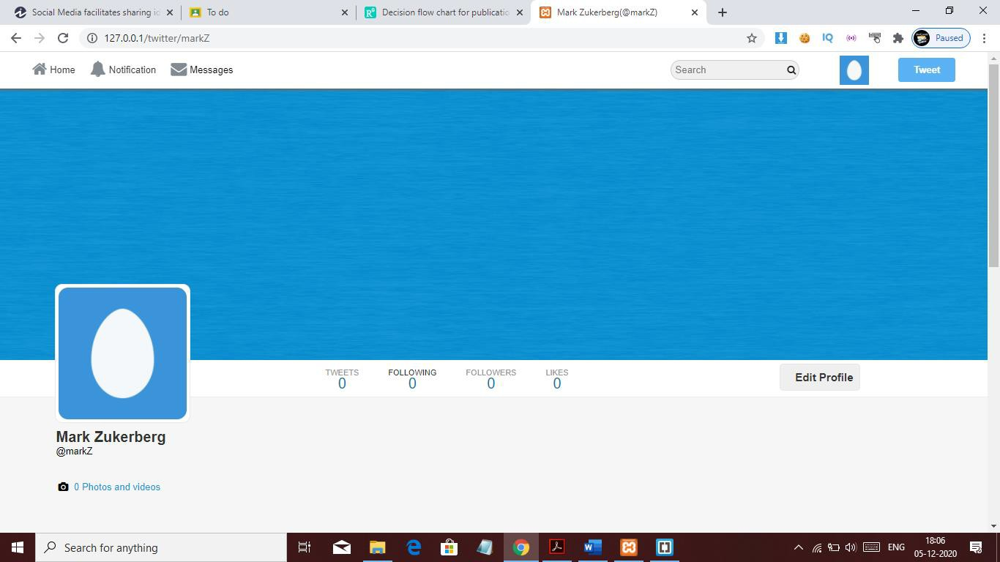 Social Media facilitates sharing ic
To do
Decision flow chart for publicatio
Mark Zukerberg(@markZ)
127.0.0.1/twitter/markZ
IQ
Paused
Home
Notification
Messages
Search
Tweet
TWEETS
FOLLOWING
FOLLOWERS
LIKES
0
0
0
0
Edit Profile
Mark Zukerberg
@markZ
0 Photos and videos
Search for anything
ENG
18:06
05-12-2020